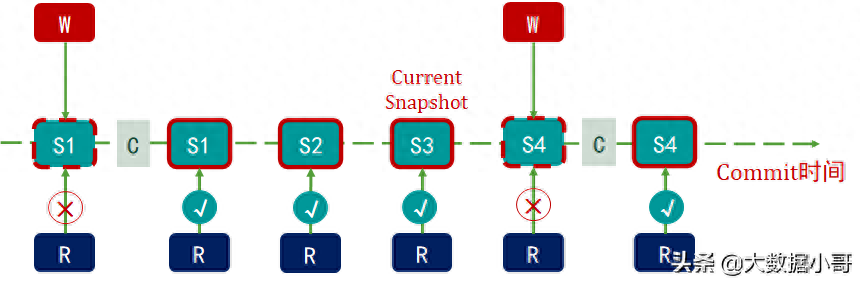 W
W
Current
Snapshot
S1
C
S1
S2
S3
S4
C
S4
Commit时间
R
R
R
R
R
R
头条 @大数据小哥